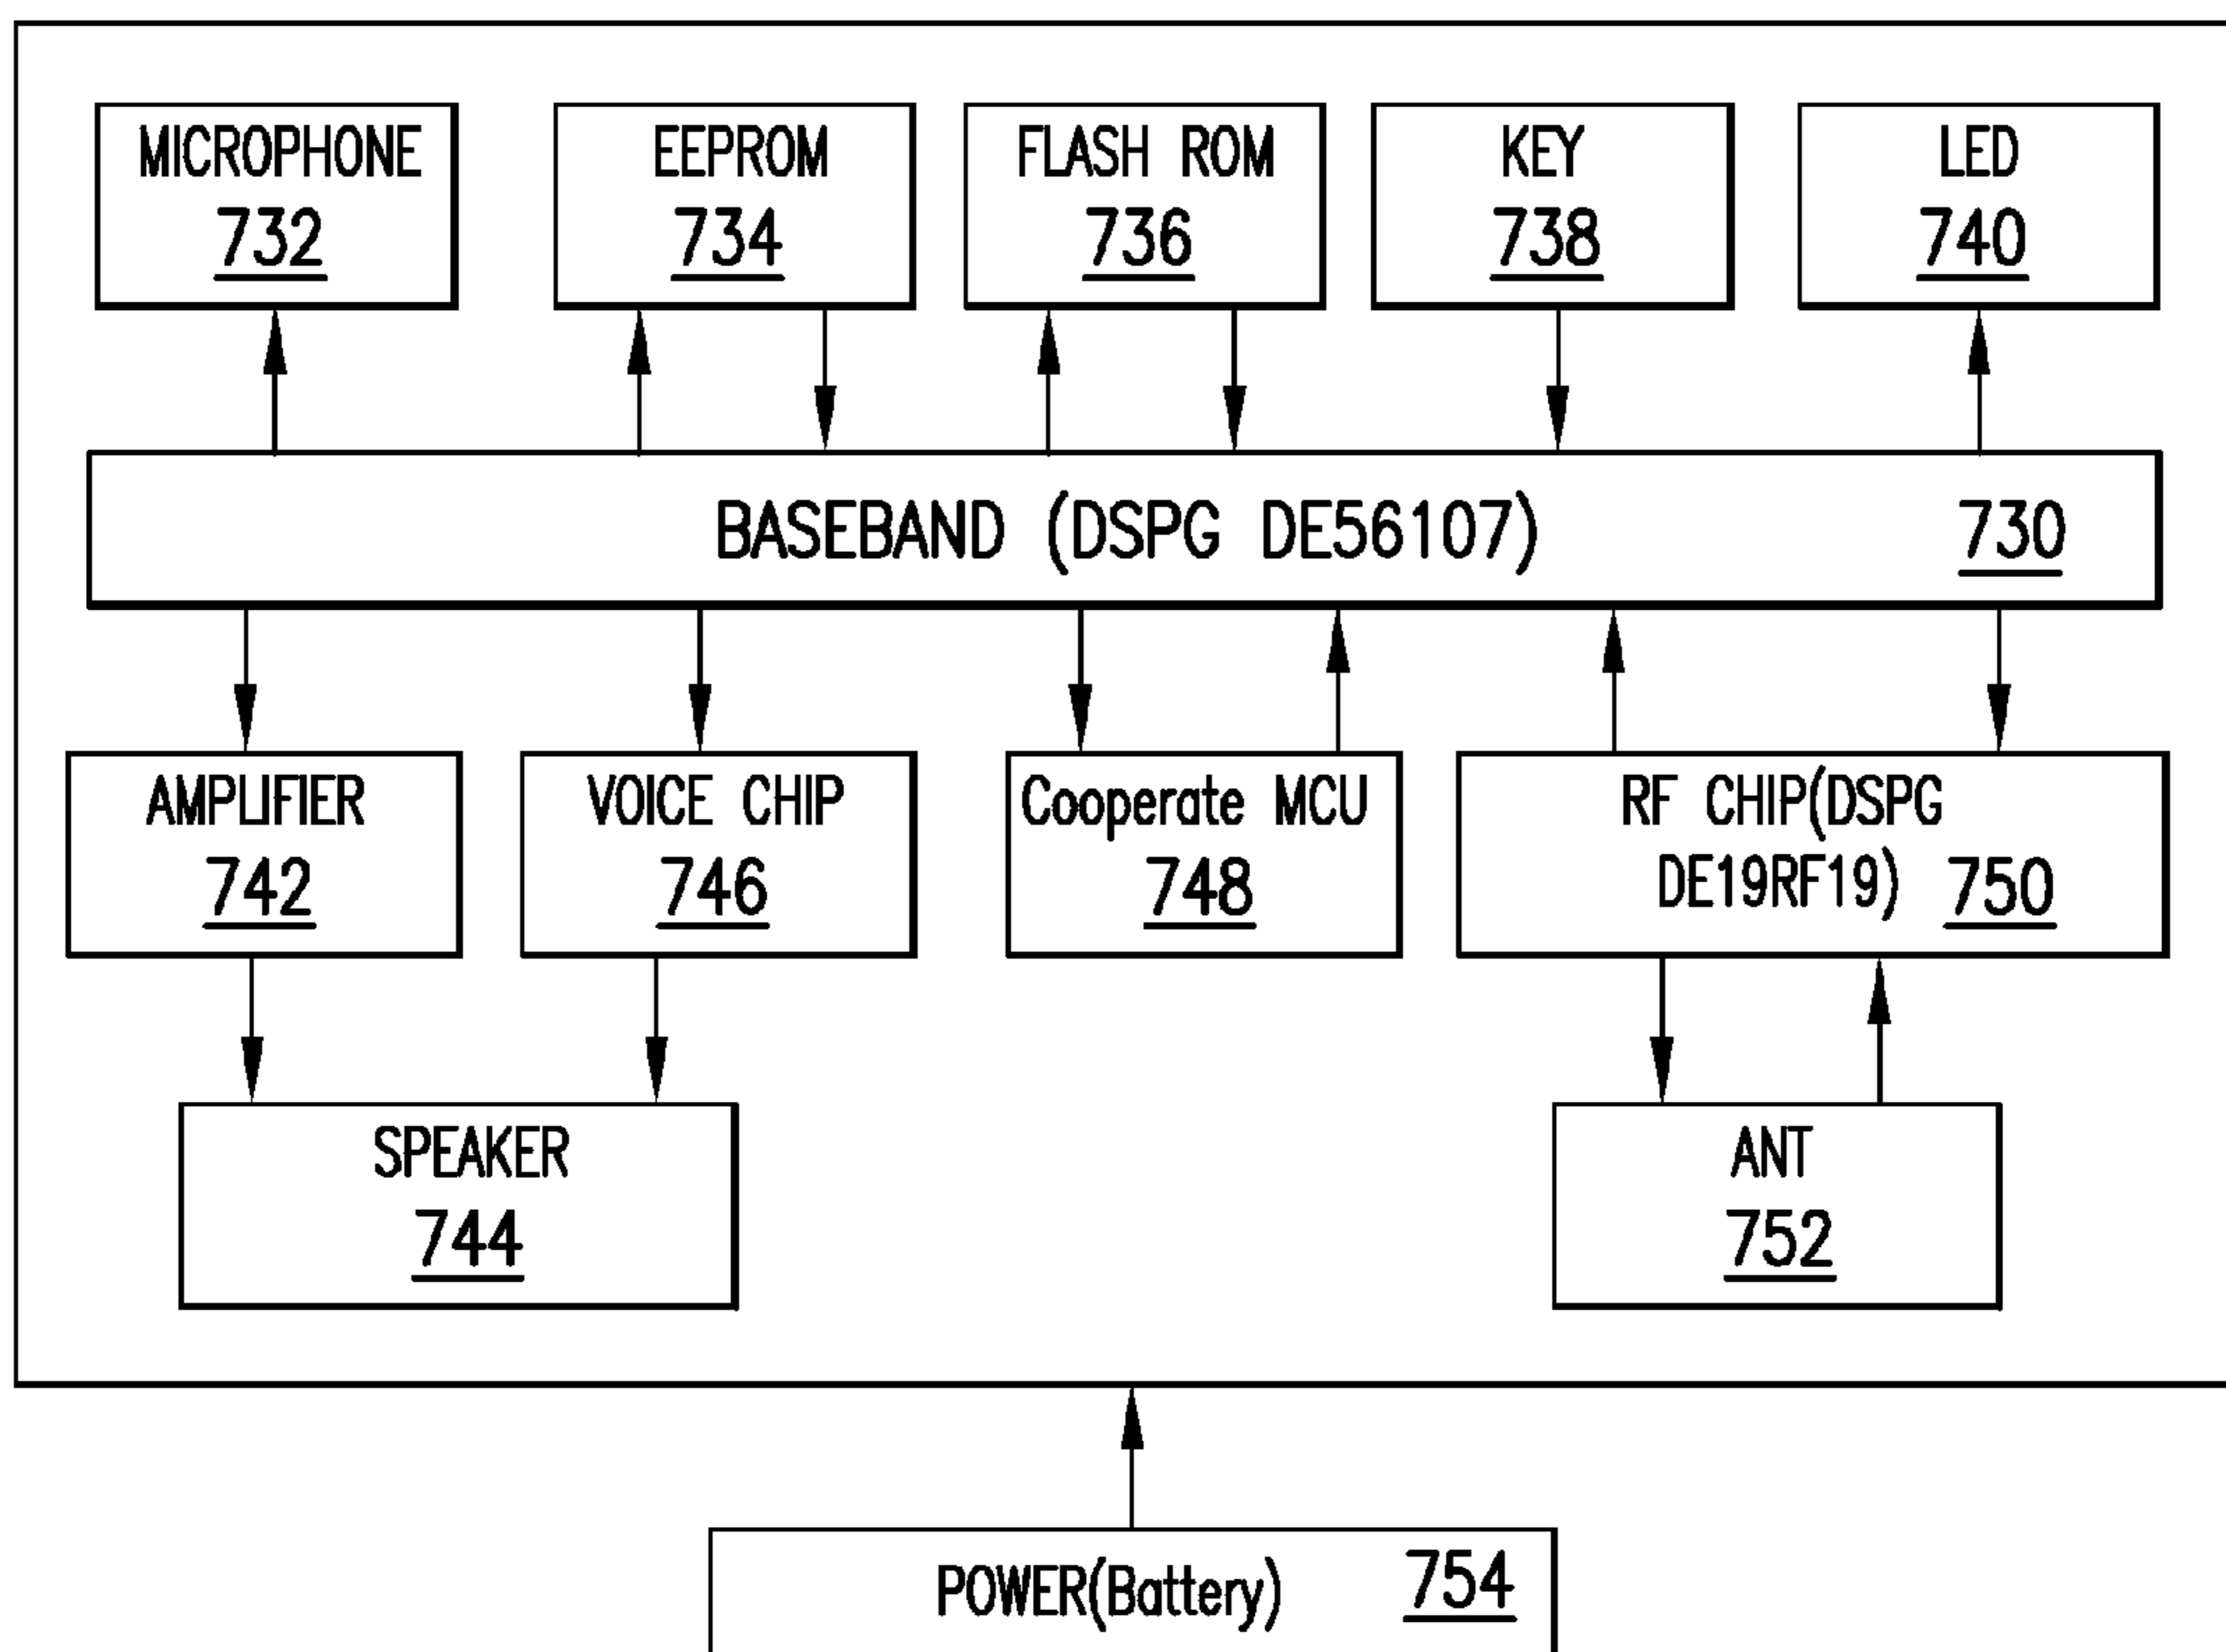 MICROPHONE
732
EEPROM
734
FLASH ROM
736
KEY
738
LED
740
BASEBAND (DSPG DE56107) 730
AMPLIFIER
742
VOICE CHIP
746
Cooperate MCU
748
RF CHIP(DSPG
DE19RF19) 750
SPEAKER
744
ANT
752
POWER(Battery) 754